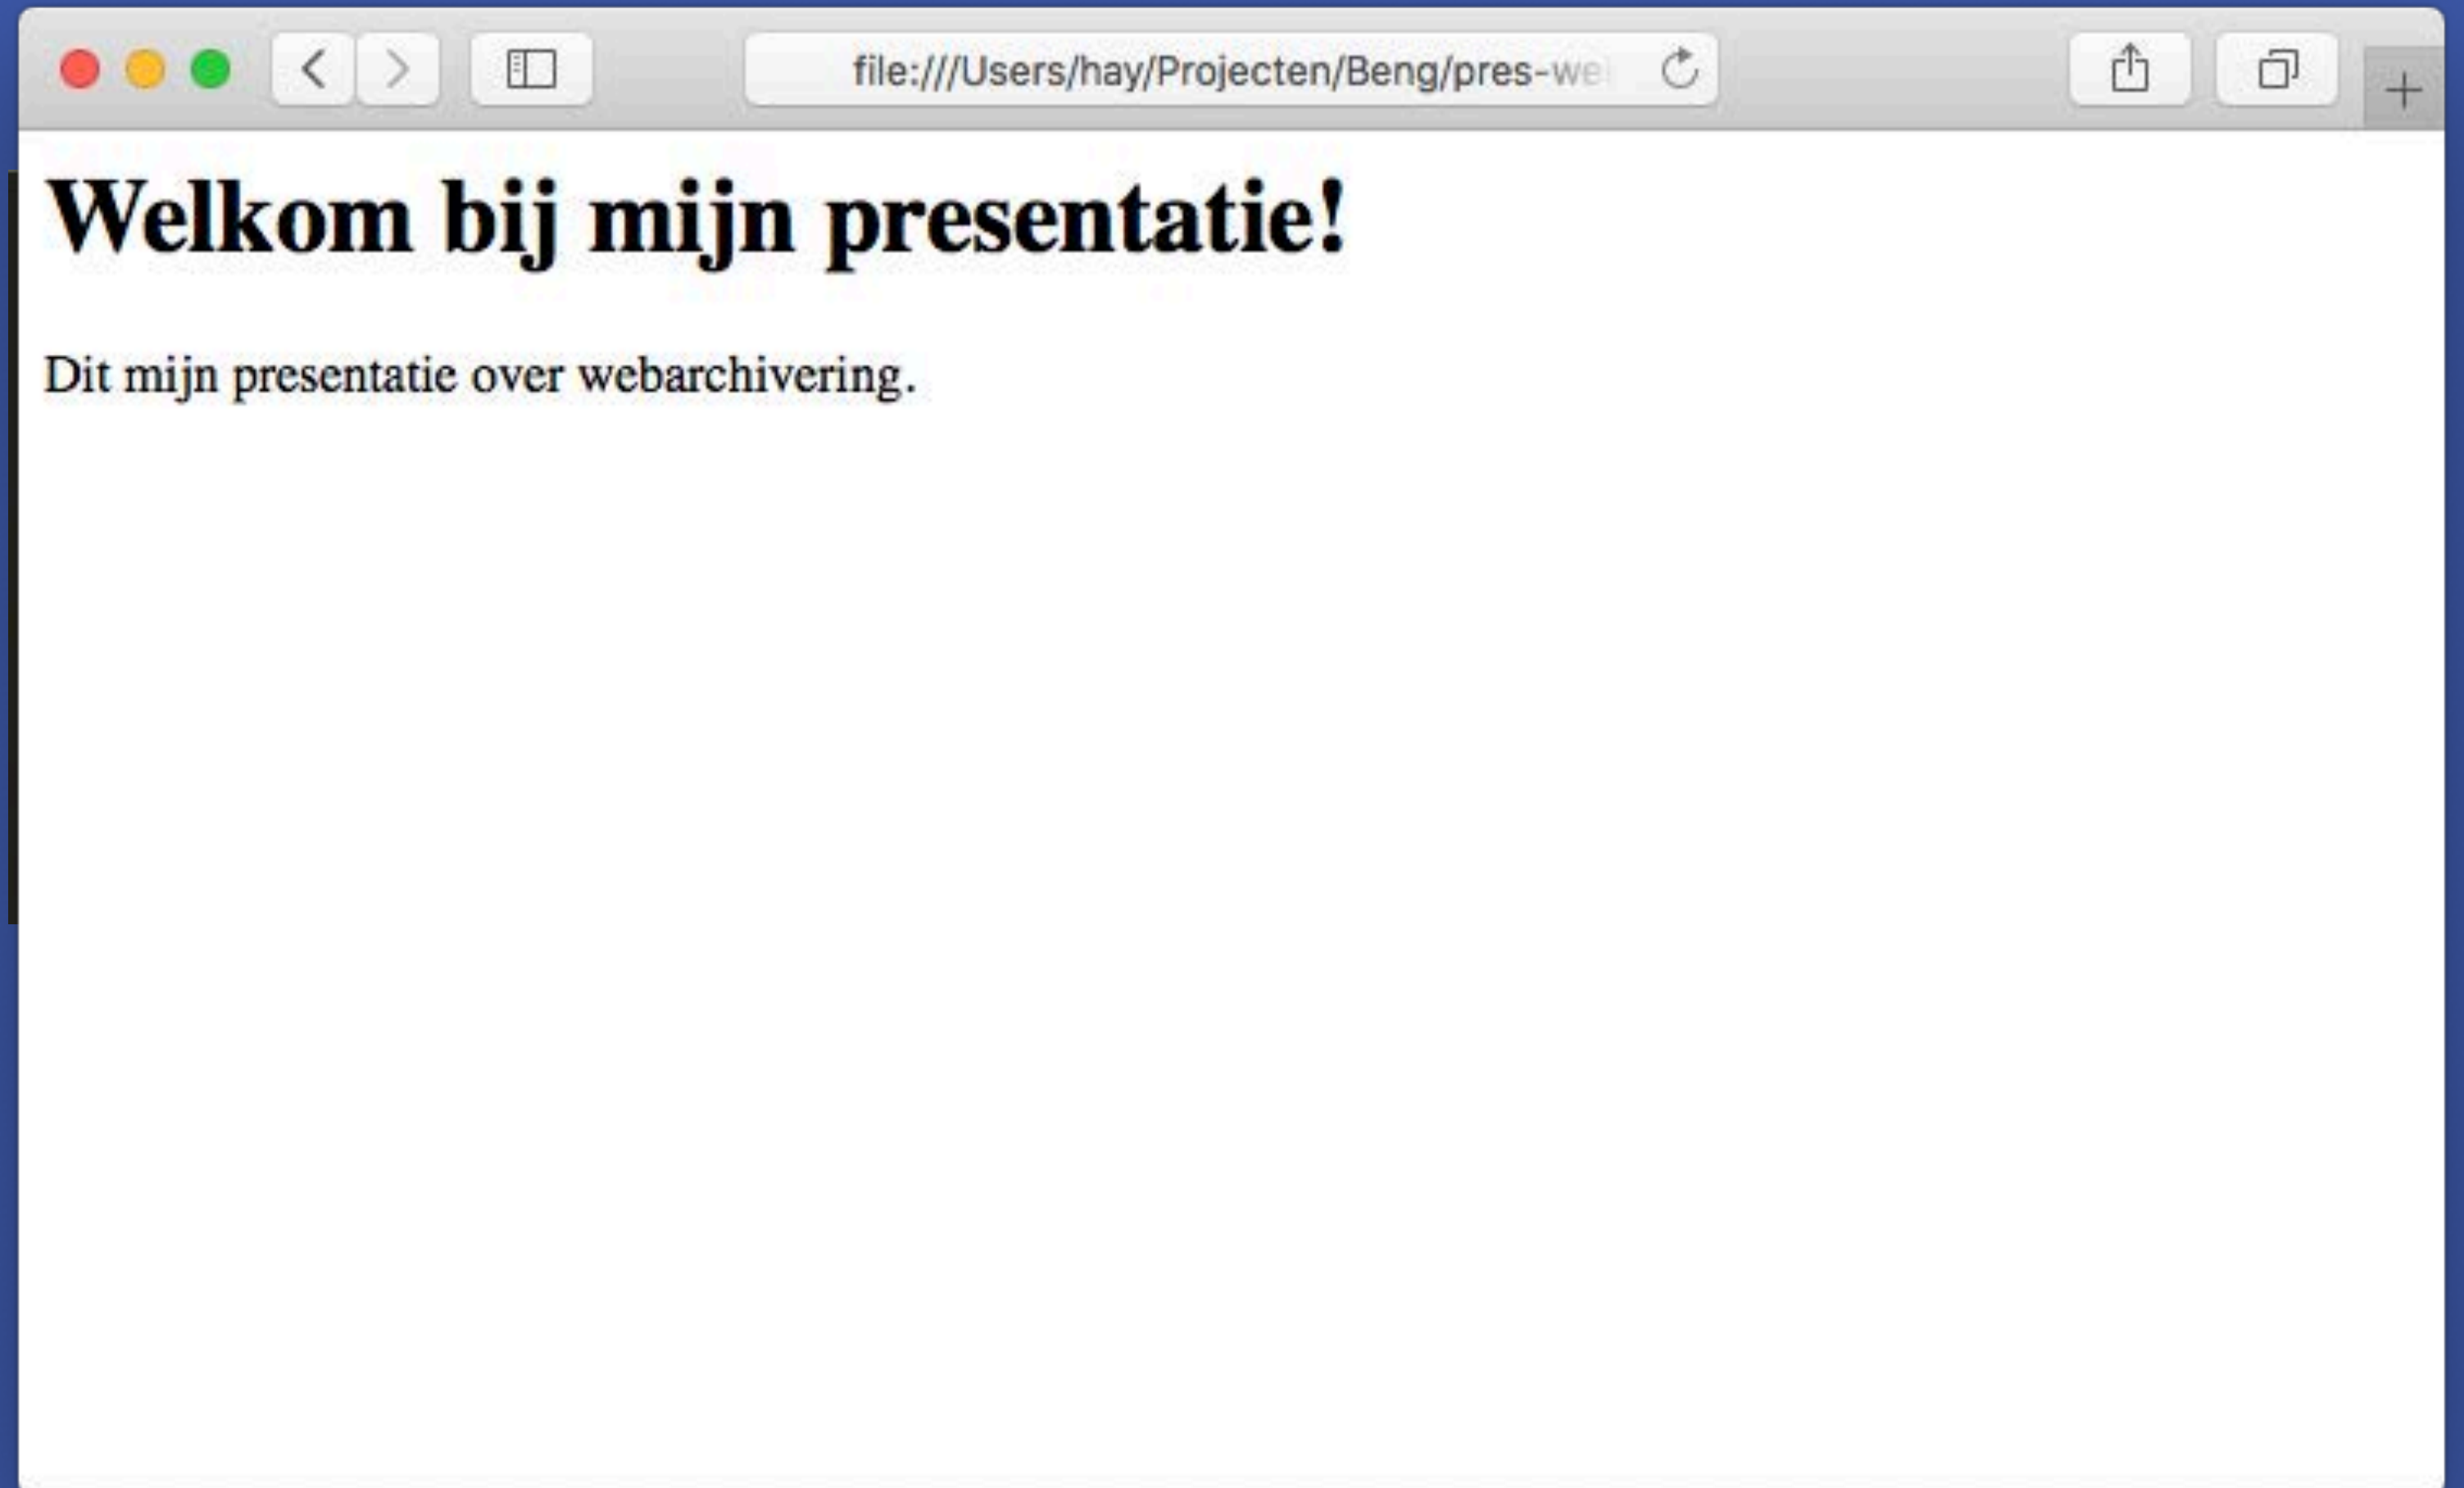 file:///Users/hay/Projecten/Beng/pres-we
Welkom bij mijn presentatie!
Dit mijn presentatie over webarchivering.